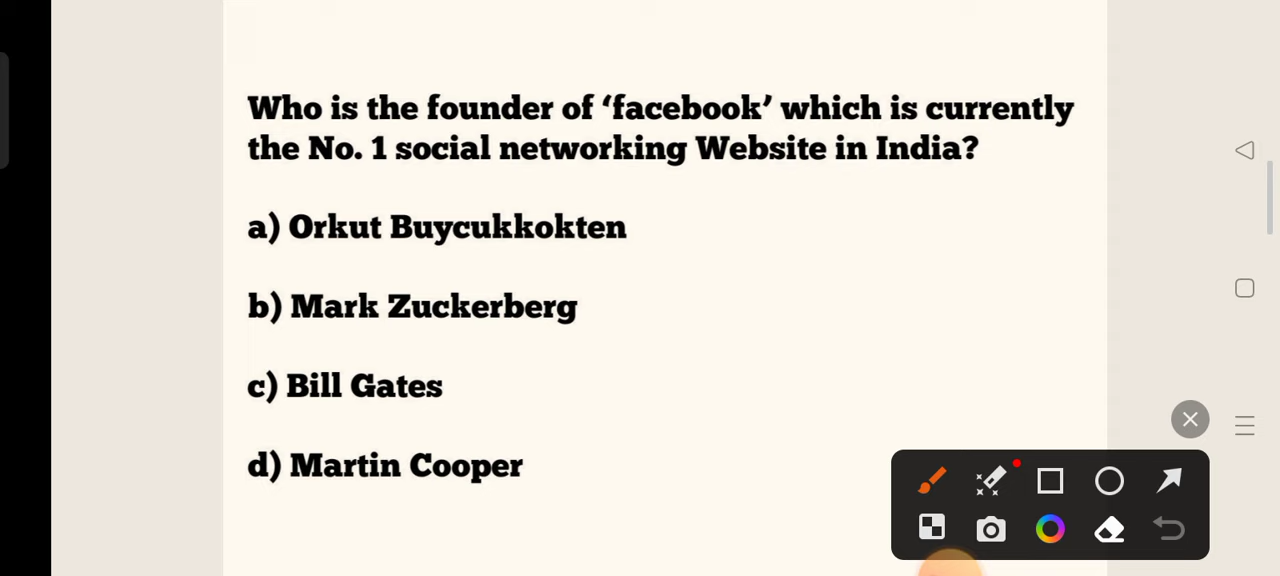 Who is the founder of ‘facebook’ which is currently
the No. 1 social networking Website in India?
a) Orkut Buycukkokten
b) Mark Zuckerberg
c) Bill Gates
d) Martin Cooper